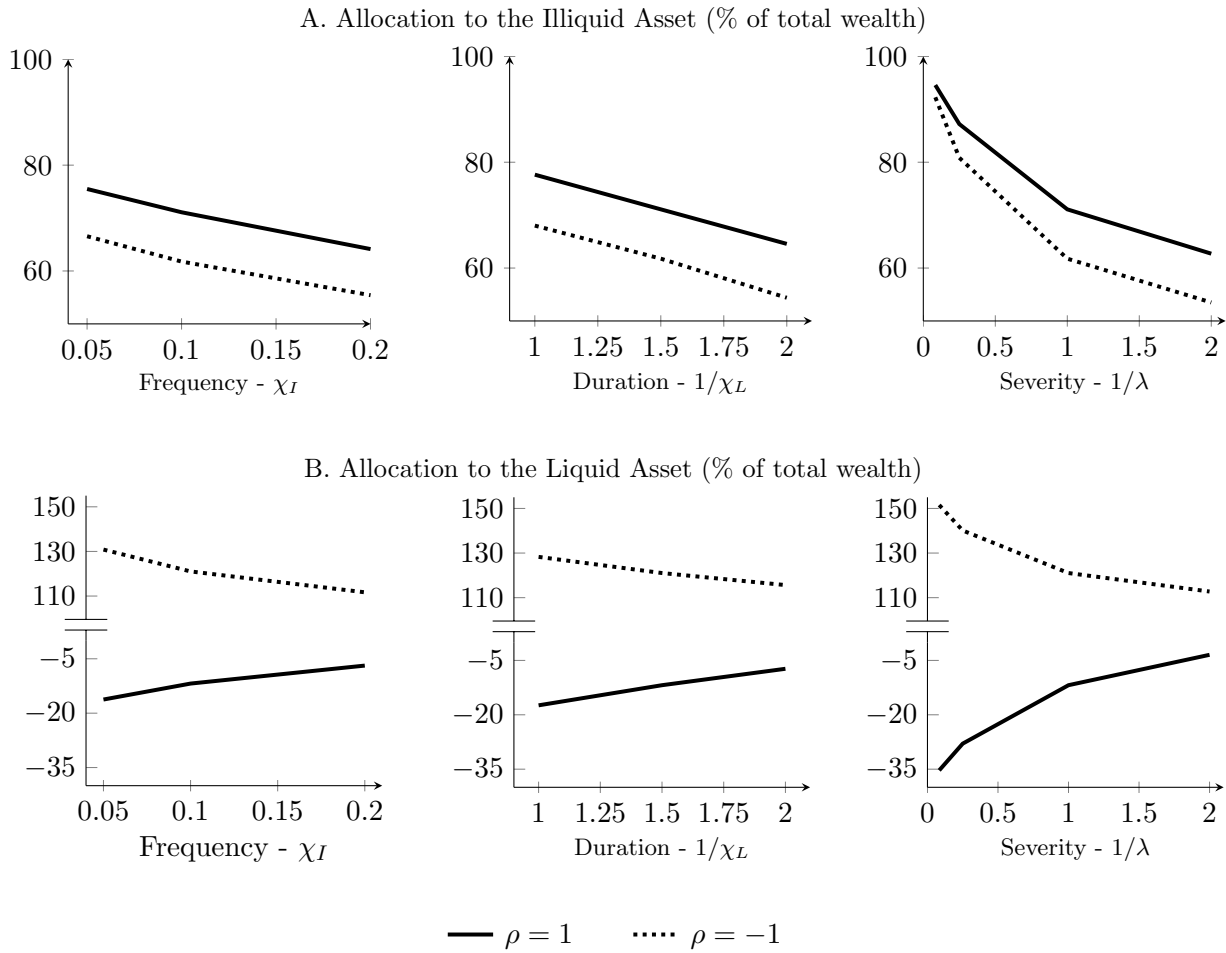 A. Allocation to the Illiquid Asset (% of total wealth)
100
80
60
0.05 0.1 0.15 0.2
Frequency - χI
100
80
60
1 1.25 1.5 1.75 2
Duration - 1/χL
100
80
60
0 0.5 1 1.5 2
Severity - 1/λ
B. Allocation to the Liquid Asset (% of total wealth)
150
130
110
−5
−20
−35
0.05 0.1 0.15 0.2
Frequency - χI
150
130
110
−5
−20
−35
1 1.25 1.5 1.75 2
Duration - 1/χL
150
130
110
−5
−20
−35
0 0.5 1 1.5 2
Severity - 1/λ
ρ = 1 ρ = −1